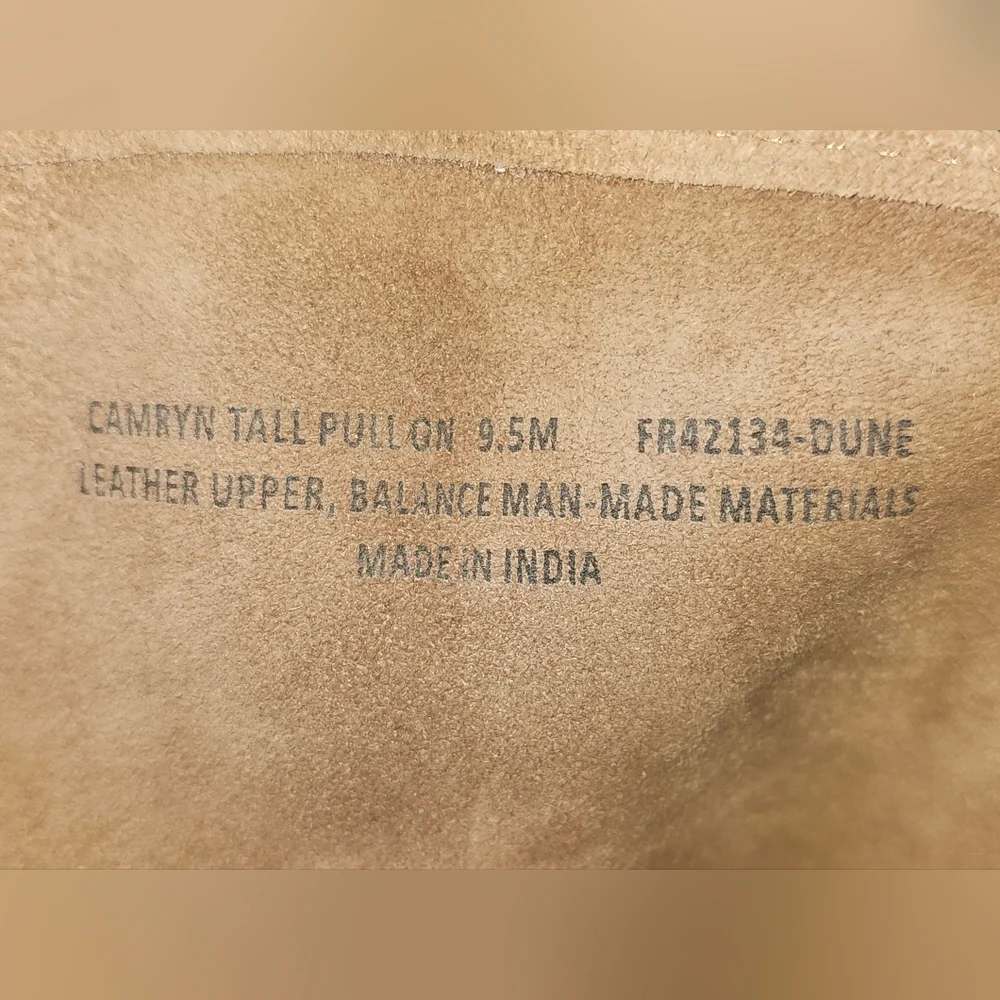 CAMRYN TALL PULL ON 9.5M FR42134-DUNE
LEATHER UPPER, BALANCE MAN-MADE MATERIALS
MADE IN INDIA